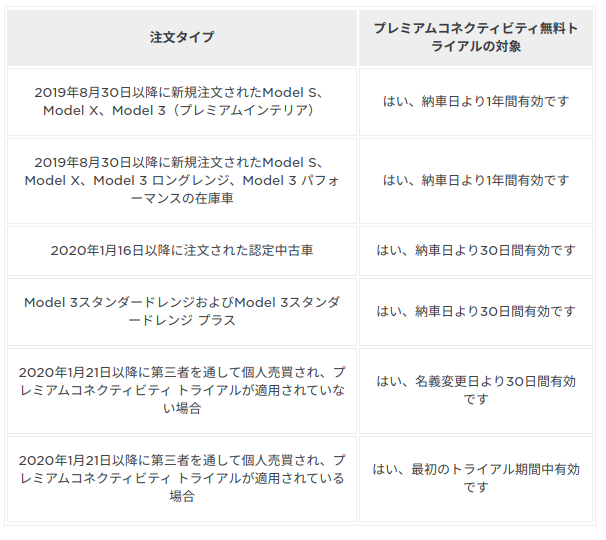 注文タイプ
プレミアムコネクティビティ無料ト
ライアルの対象
2019年8月30日以降に新規注文されたModel S、
Model X、Model 3（プレミアムインテリア）
はい、納車日より1年間有効です
2019年8月30日以降に新規注文されたModel S、
Model X、Model 3 ロングレンジ、Model 3 パフォ
ーマンスの在庫車
はい、納車日より1年間有効です
2020年1月16日以降に注文された認定中古車
はい、納車日より30日間有効です
Model 3スタンダードレンジおよびModel 3スタンダ
ードレンジ プラス
はい、納車日より30日間有効です
2020年1月21日以降に第三者を通して個人売買され、プ
レミアムコネクティビティ トライアルが適用されていな
い場合
はい、名義変更日より30日間有効
です
2020年1月21日以降に第三者を通して個人売買され、プ
レミアムコネクティビティ トライアルが適用されている
場合
はい、最初のトライアル期間中有効
です